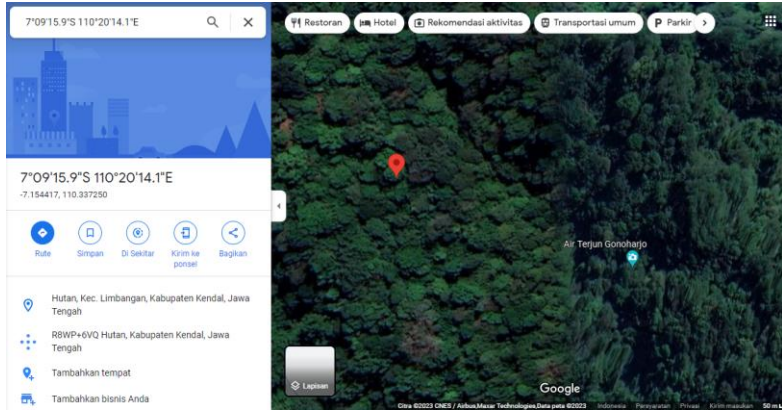 7°09'15.9"S 110°20'14.1"E
Restoran
Hotel
Rekomendasi aktivitas
Transportasi umum
P Parkir
7°09'15.9"S 110°20'14.1"E
-7.154417, 110.337250
Rute
Simpan
Di Sekitar
Kirim ke
ponsel
Bagikan
Hutan, Kec. Limbangan, Kabupaten Kendal, Jawa
Tengah
R8WP+6VQ Hutan, Kabupaten Kendal, Jawa
Tengah
Tambahkan tempat
Tambahkan bisnis Anda
Air Terjun Gonoharjo
Lapisan
Google
Citra ©2023 CNES / Airbus,Maxar Technologies,Data peta ©2023 Indonesia Persyaratan Privasi Kirim masukan 50 m